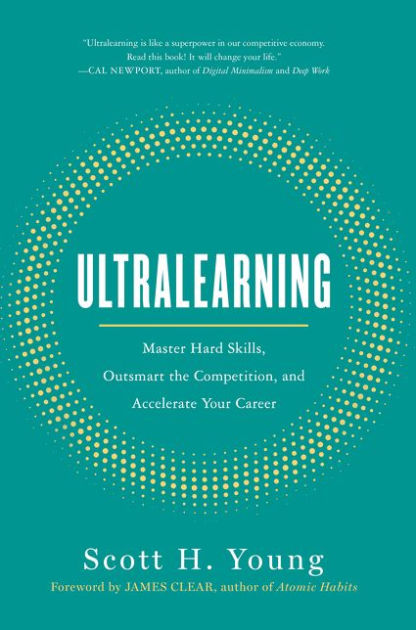 “Ultralearning is like a superpower in our competitive economy.
Read this book! It will change your life.”
—CAL NEWPORT, author of Digital Minimalism and Deep Work
ULTRALEARNING
Master Hard Skills,
Outsmart the Competition, and
Accelerate Your Career
Scott H. Young
Foreword by JAMES CLEAR, author of Atomic Habits